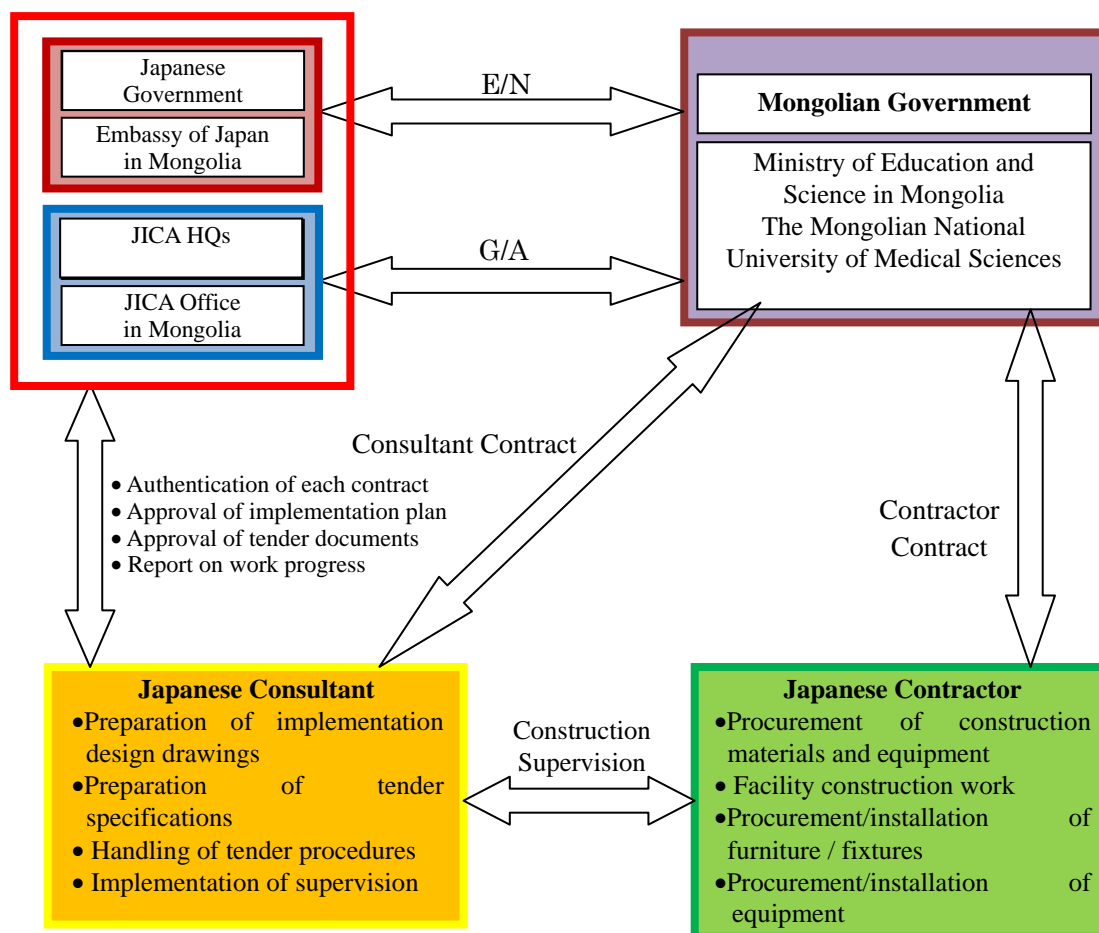 Japanese
Government
Embassy of Japan
in Mongolia
E/N
Mongolian Government
Ministry of Education and
Science in Mongolia
The Mongolian National
University of Medical Sciences
JICA HQs
JICA Office
in Mongolia
G/A
Consultant Contract
• Authentication of each contract
• Approval of implementation plan
• Approval of tender documents
• Report on work progress
Contractor
Contract
Japanese Consultant
•Preparation of implementation
design drawings
•Preparation of tender
specifications
• Handling of tender procedures
• Implementation of supervision
Construction
Supervision
Japanese Contractor
•Procurement of construction
materials and equipment
• Facility construction work
•Procurement/installation of
furniture / fixtures
•Procurement/installation of
equipment